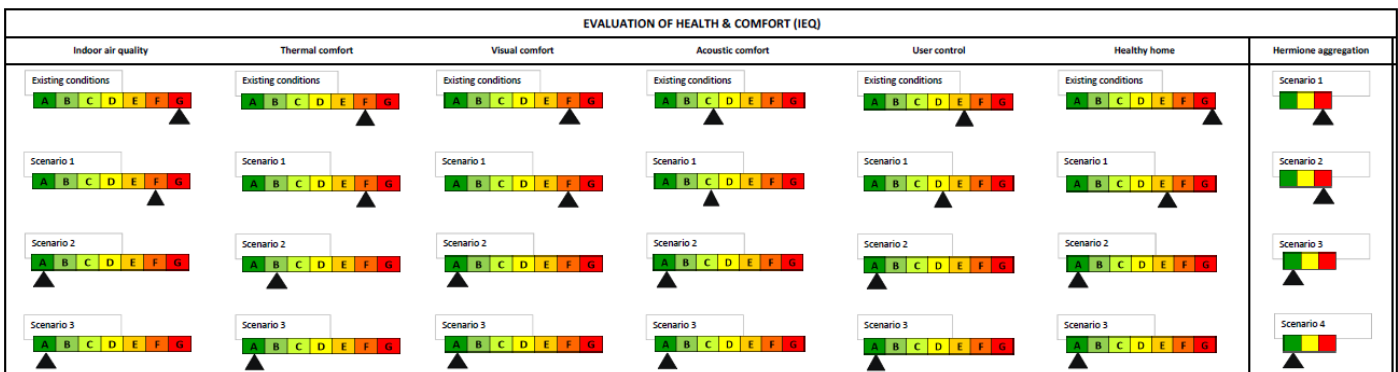 EVALUATION OF HEALTH & COMFORT (IEQ)
Indoor air quality Thermal comfort Visual comfort Acoustic comfort User control Healthy home Hermione aggregation
Existing conditions Existing conditions Existing conditions Existing conditions Existing conditions Existing conditions Scenario 1
A B C D E F G A B C D E F G A B C D E F G A B C D E F G A B C D E F G A B C D E F G
Scenario 1 Scenario 1 Scenario 1 Scenario 1 Scenario 1 Scenario 1 Scenario 2
A B C D E F G A B C D E F G A B C D E F G A B C D E F G A B C D E F G A B C D E F G
Scenario 2 Scenario 2 Scenario 2 Scenario 2 Scenario 2 Scenario 2 Scenario 3
A B C D E F G A B C D E F G A B C D E F G A B C D E F G A B C D E F G A B C D E F G
Scenario 3 Scenario 3 Scenario 3 Scenario 3 Scenario 3 Scenario 3 Scenario 4
A B C D E F G A B C D E F G A B C D E F G A B C D E F G A B C D E F G A B C D E F G